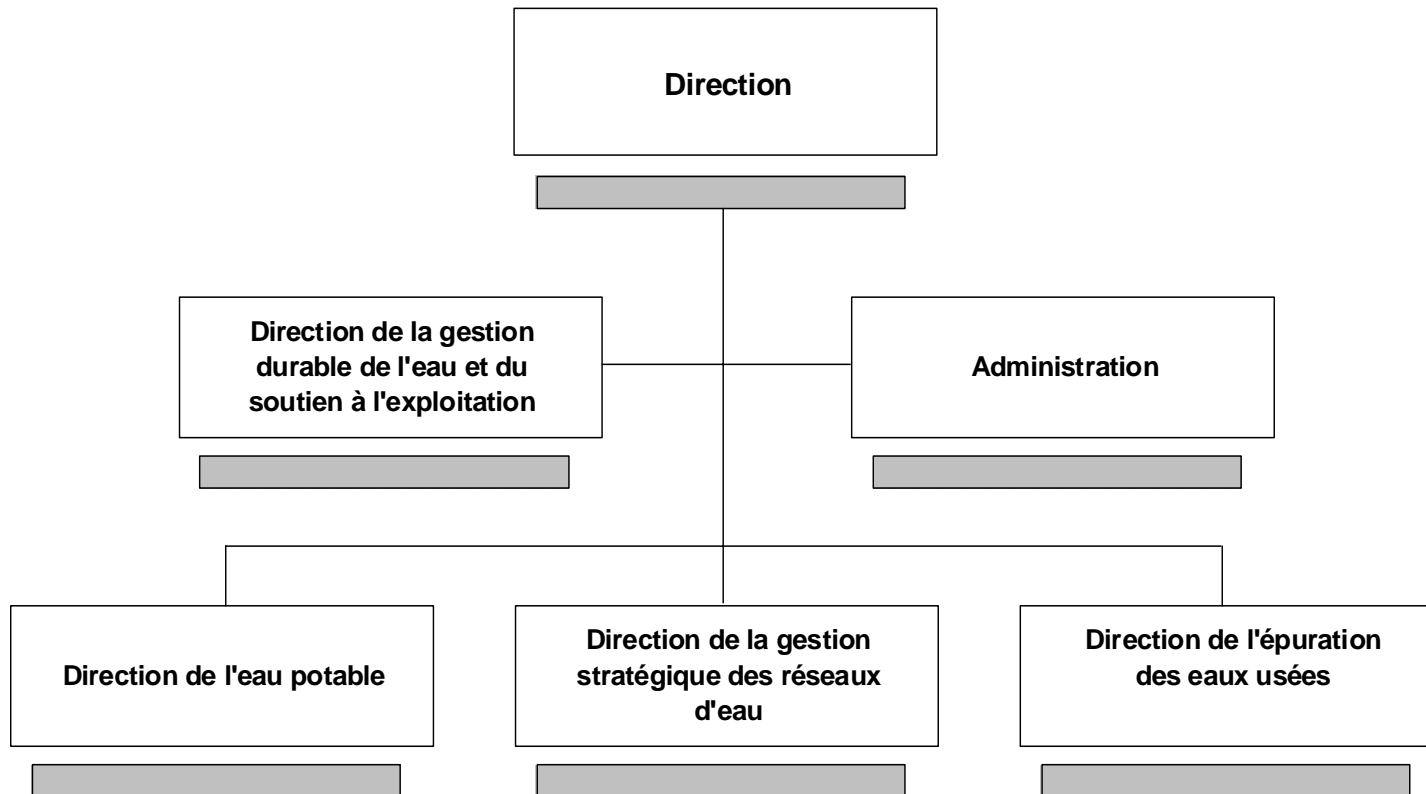 Direction
Direction de la gestion
durable de l'eau et du
soutien à l'exploitation
Administration
Direction de l'eau potable
Direction de la gestion
stratégique des réseaux
d'eau
Direction de l'épuration
des eaux usées